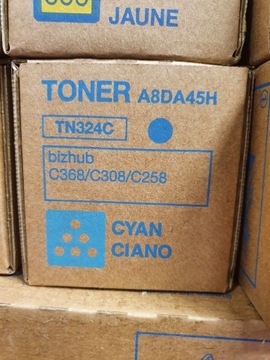 JAUNE
TONER A8DA45H
TN324C
bizhub
C368/C308/C258
CYAN
CIANO